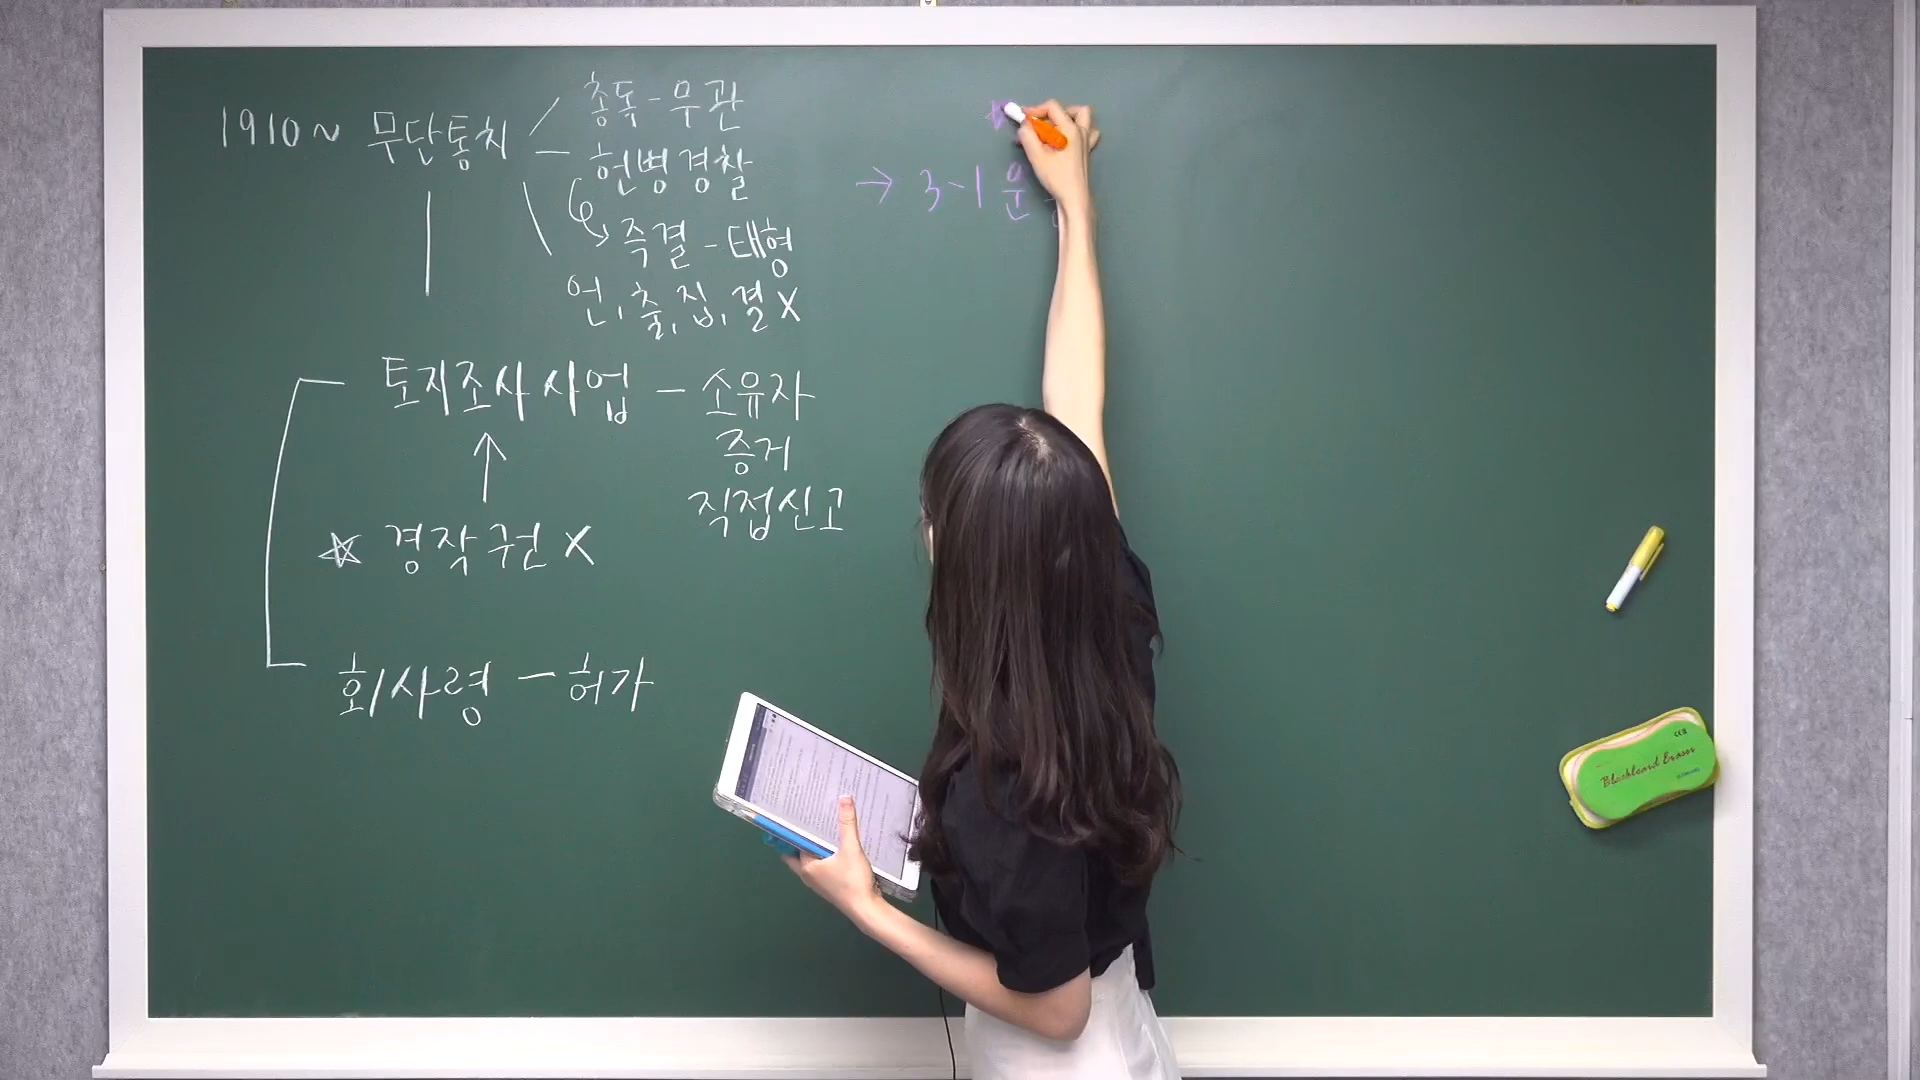 1910~ 무단통치
총독-무관
헌병경찰
즉결-태형
언, 출, 집, 결 X
→ 3·1운
토지조사사업 - 소유자
증거
직접신고
☆ 경작권 X
회사령 - 허가
Blackboard Eraser